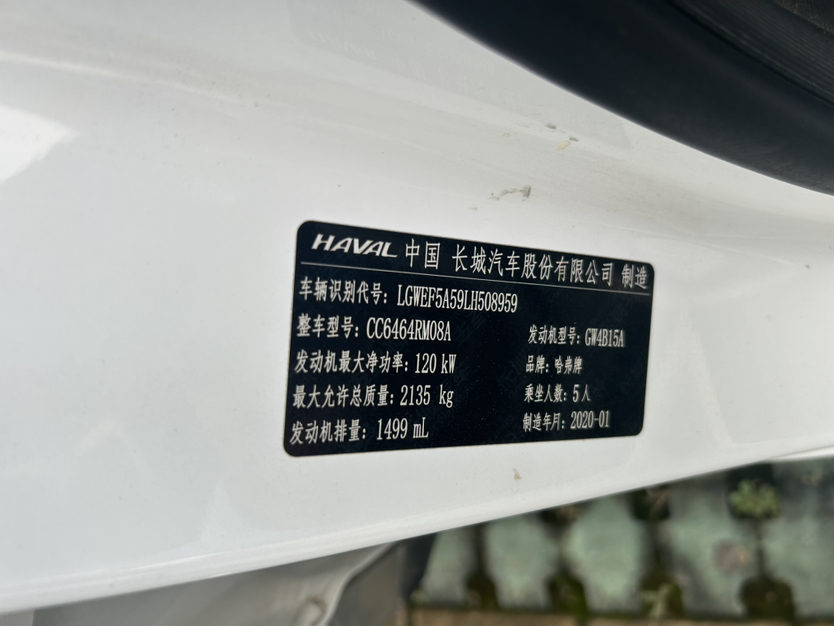 HAVAL 中国 长城汽车股份有限公司 制造
车辆识别代号：LGWEF5A59LH508959
整车型号：CC6464RM08A 发动机型号：GW4B15A
发动机最大净功率：120 kW 品牌：哈弗牌
最大允许总质量：2135 kg 乘坐人数：5人
发动机排量：1499 mL 制造年月：2020-01